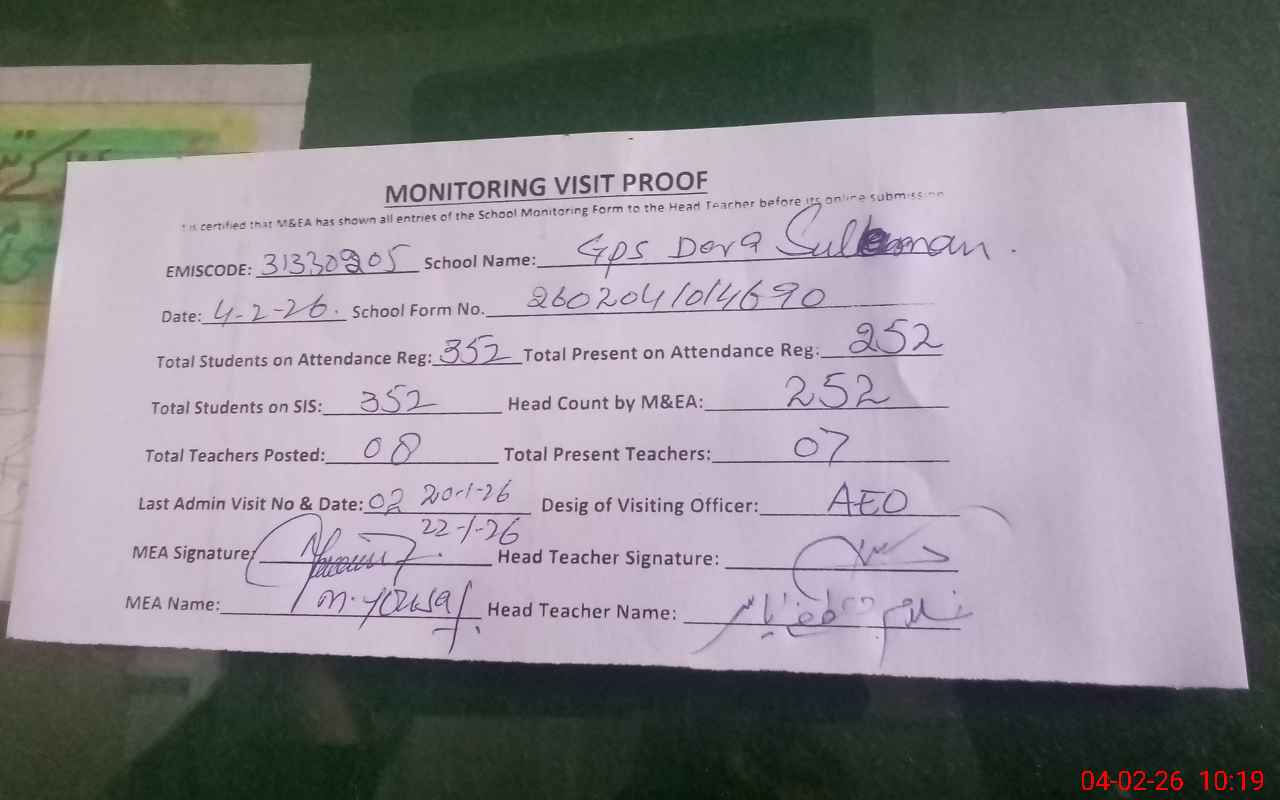 MONITORING VISIT PROOF
It is certified that M&EA has shown all entries of the School Monitoring Form to the Head Teacher before its online submission
EMISCODE: 31330205 School Name: GPS Dera Suleman.
Date: 4-2-26. School Form No. 2602041014690
Total Students on Attendance Reg: 352 Total Present on Attendance Reg: 252
Total Students on SIS: 352 Head Count by M&EA: 252
Total Teachers Posted: 08 Total Present Teachers: 07
Last Admin Visit No & Date: 02 20-1-26 Desig of Visiting Officer: AEO
22-1-26
MEA Signature: Head Teacher Signature:
MEA Name: M. Yousaf Head Teacher Name:
04-02-26 10:19